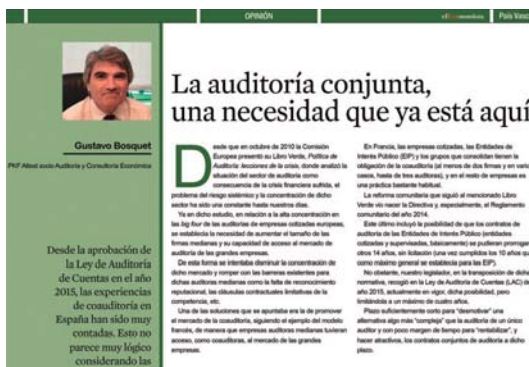 OPINIÓN
elEconomista
País Vasco
La auditoría conjunta,
una necesidad que ya está aquí
Gustavo Bosquet
PKF Attest socio Auditoría y Consultoría Económica
Desde la aprobación de
la Ley de Auditoría
de Cuentas en el año
2015, las experiencias
de coauditoría en
España han sido muy
contadas. Esto no
parece muy lógico
considerando las
Desde que en octubre de 2010 la Comisión
Europea presentó su Libro Verde, Política de
Auditoría: lecciones de la crisis, donde analizó la
situación del sector de auditoría como
consecuencia de la crisis financiera sufrida, el
problema del riesgo sistémico y la concentración de dicho
sector ha sido una constante hasta nuestros días.
Ya en dicho estudio, en relación a la alta concentración en
las big four de las auditorías de empresas cotizadas europeas,
se establecía la necesidad de aumentar el tamaño de las
firmas medianas y su capacidad de acceso al mercado de
auditoría de las grandes empresas.
De esta forma se intentaba disminuir la concentración de
dicho mercado y romper con las barreras existentes para
dichas auditoras medianas como la falta de reconocimiento
reputacional, las cláusulas contractuales limitativas de la
competencia, etc.
Una de las soluciones que se apuntaba era la de promover
el mercado de la coauditoría, siguiendo el ejemplo del modelo
francés, de manera que empresas auditoras medianas tuvieran
acceso, como coauditoras, al mercado de las grandes
empresas.
En Francia, las empresas cotizadas, las Entidades de
Interés Público (EIP) y los grupos que consolidan tienen la
obligación de la coauditoría (al menos de dos firmas y en vario
casos, hasta de tres auditoras), y en el resto de empresas es
una práctica bastante habitual.
La reforma comunitaria que siguió al mencionado Libro
Verde vio nacer la Directiva y, especialmente, el Reglamento
comunitario del año 2014.
Este último incluyó la posibilidad de que los contratos de
auditoría de las Entidades de Interés Público (entidades
cotizadas y supervisadas, básicamente) se pudieran prorrogar
otros 14 años, sin licitación (una vez cumplidos los 10 años que
como máximo general se establecía para las EIP).
No obstante, nuestro legislador, en la transposición de dicha
normativa, recogió en la Ley de Auditoría de Cuentas (LAC) de
año 2015, actualmente en vigor, dicha posibilidad, pero
limitándola a un máximo de cuatro años.
Plazo suficientemente corto para "desmotivar" una
alternativa algo más "compleja" que la auditoría de un único
auditor y con poco margen de tiempo para "rentabilizar", y
hacer atractivos, los contratos conjuntos de auditoría a dicho
plazo.